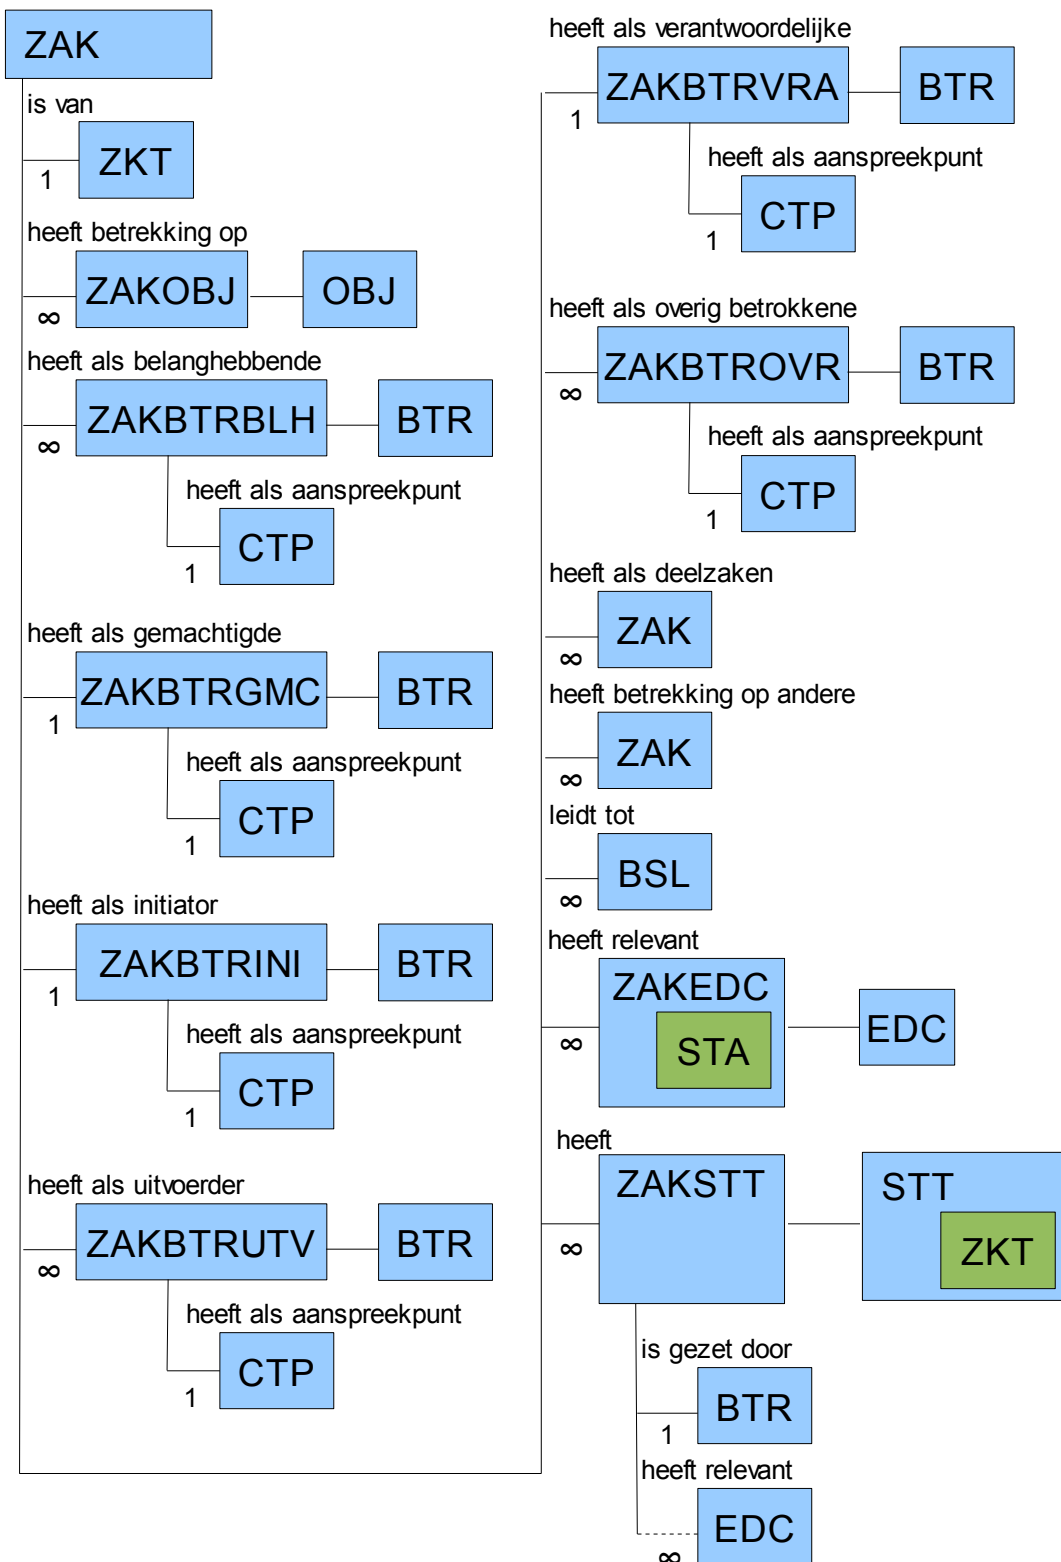 ZAK
is van
ZKT
1
heeft betrekking op
ZAKOBJ
OBJ
∞
heeft als belanghebbende
ZAKBTRBLH
BTR
∞
heeft als aanspreekpunt
CTP
1
heeft als gemachtigde
ZAKBTRGMC
BTR
1
heeft als aanspreekpunt
CTP
1
heeft als initiator
ZAKBTRINI
BTR
1
heeft als aanspreekpunt
CTP
1
heeft als uitvoerder
ZAKBTRUTV
BTR
∞
heeft als aanspreekpunt
CTP
1
heeft als verantwoordelijke
ZAKBTRVRA
BTR
1
heeft als aanspreekpunt
CTP
1
heeft als overig betrokkene
ZAKBTROVR
BTR
∞
heeft als aanspreekpunt
CTP
1
heeft als deelzaken
ZAK
∞
heeft betrekking op andere
ZAK
∞
leidt tot
BSL
∞
heeft relevant
ZAKEDC
STA
EDC
∞
heeft
ZAKSTT
STT
ZKT
∞
is gezet door
BTR
1
heeft relevant
EDC
∞